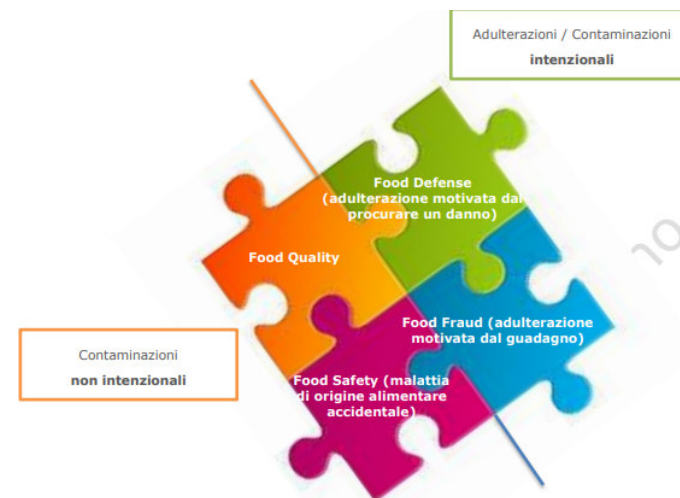 Adulterazioni / Contaminazioni
intenzionali
Food Defense
(adulterazione motivata dal
procurare un danno)
Food Quality
Food Fraud (adulterazione
motivata dal guadagno)
Contaminazioni
non intenzionali
Food Safety (malattia
di origine alimentare
accidentale)